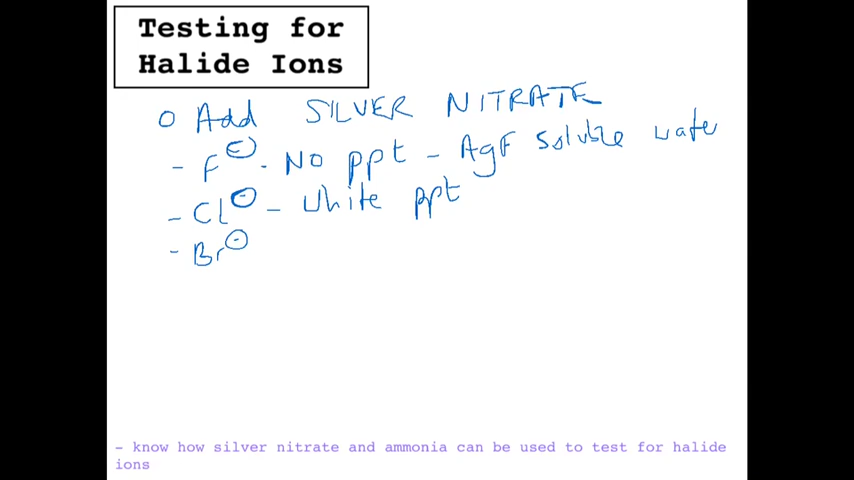 Testing for
Halide Ions
o Add SILVER NITRATE
- F⊖ - No ppt - AgF soluble water
- Cl⊖ - White ppt
- Br⊖
- know how silver nitrate and ammonia can be used to test for halide
ions